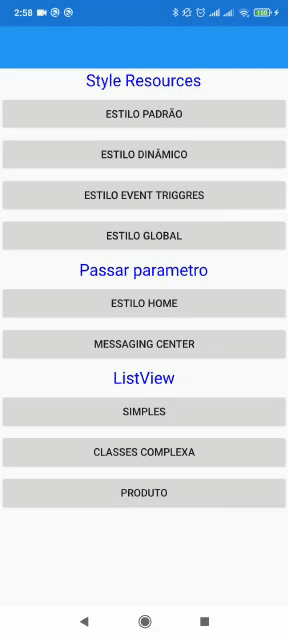 2:58
100
Style Resources
ESTILO PADRÃO
ESTILO DINÂMICO
ESTILO EVENT TRIGGRES
ESTILO GLOBAL
Passar parametro
ESTILO HOME
MESSAGING CENTER
ListView
SIMPLES
CLASSES COMPLEXA
PRODUTO